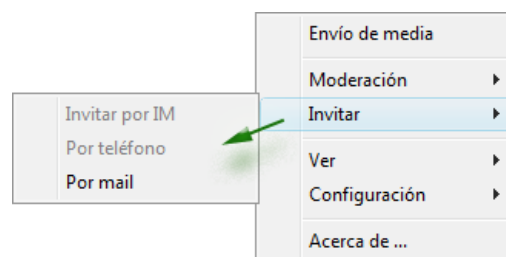 Envío de media
Moderación
Invitar
Ver
Configuración
Acerca de ...
Invitar por IM
Por teléfono
Por mail